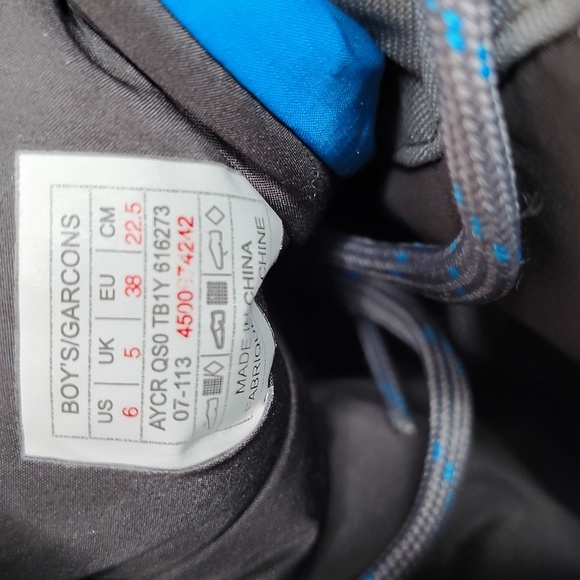 BOY'S/GARCONS
US UK EU CM
6 5 38 22.5
AYCR QS0 TB1Y 616273
07-113
MADE IN CHINA
CHINE